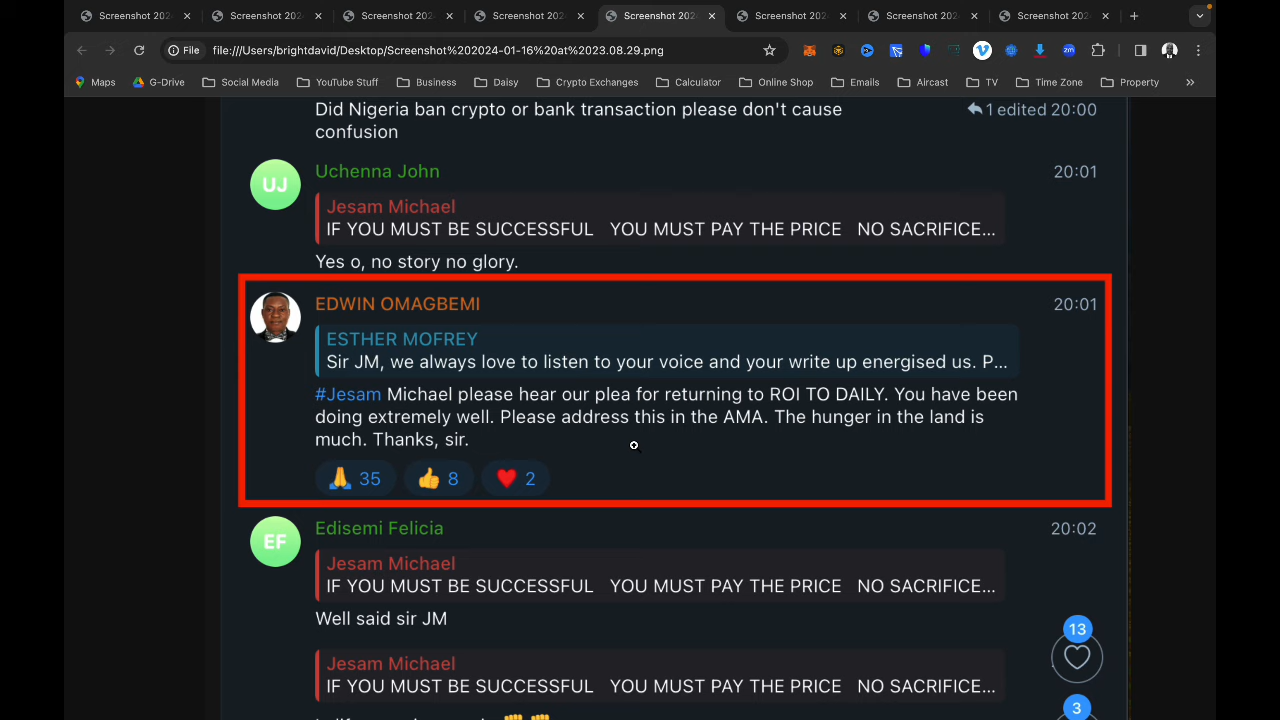 Screenshot 202
Screenshot 202
Screenshot 202
Screenshot 202
Screenshot 202
Screenshot 202
Screenshot 202
Screenshot 202
File
file:///Users/brightdavid/Desktop/Screenshot%202024-01-16%20at%2023.08.29.png
Maps
G-Drive
Social Media
YouTube Stuff
Business
Daisy
Crypto Exchanges
Calculator
Online Shop
Emails
Aircast
TV
Time Zone
Property
Did Nigeria ban crypto or bank transaction please don't cause
1 edited 20:00
confusion
UJ
Uchenna John
20:01
Jesam Michael
IF YOU MUST BE SUCCESSFUL YOU MUST PAY THE PRICE NO SACRIFICE...
Yes o, no story no glory.
EDWIN OMAGBEMI
20:01
ESTHER MOFREY
Sir JM, we always love to listen to your voice and your write up energised us. P...
#Jesam Michael please hear our plea for returning to ROI TO DAILY. You have been
doing extremely well. Please address this in the AMA. The hunger in the land is
much. Thanks, sir.
🙏 35 👍 8 ❤️ 2
EF
Edisemi Felicia
20:02
Jesam Michael
IF YOU MUST BE SUCCESSFUL YOU MUST PAY THE PRICE NO SACRIFICE...
Well said sir JM
13
Jesam Michael
IF YOU MUST BE SUCCESSFUL YOU MUST PAY THE PRICE NO SACRIFICE...
3